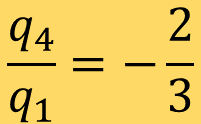 q₄/q₁ = −2/3